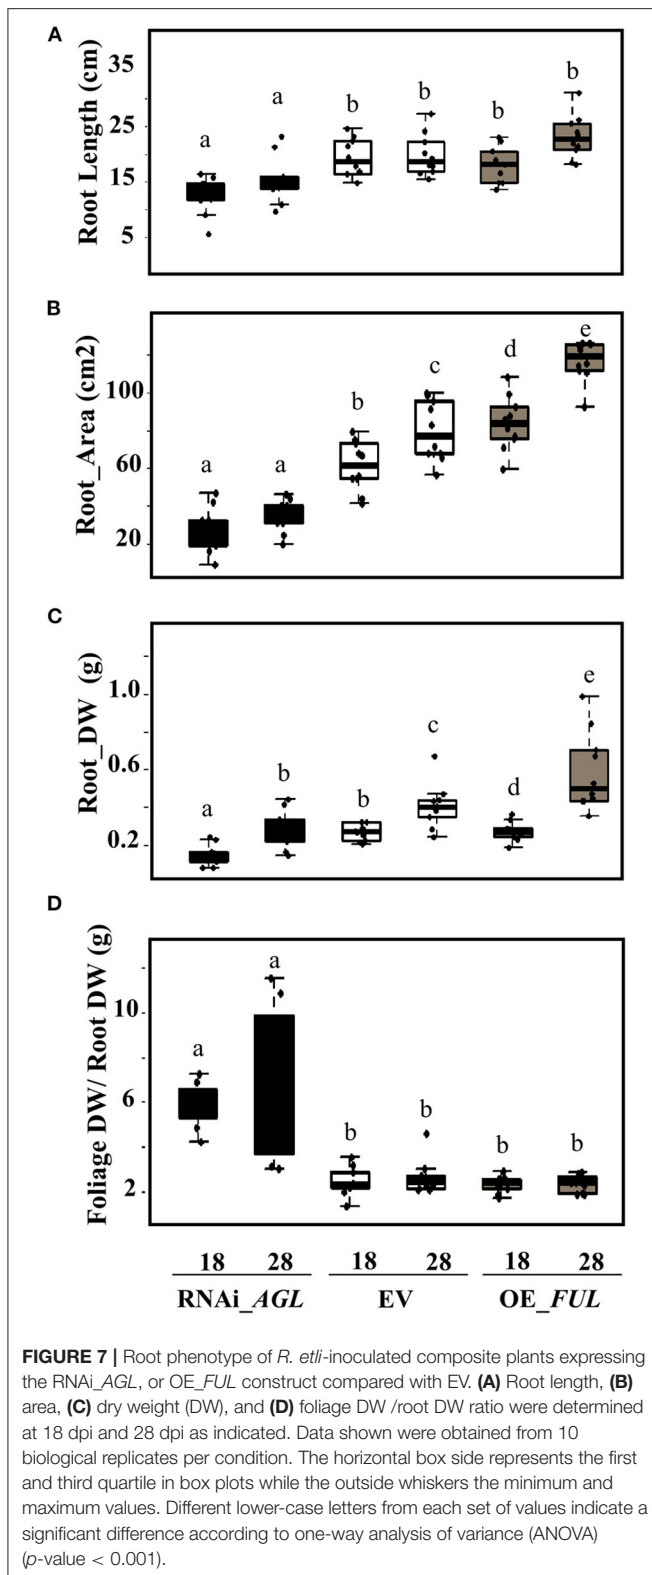 A
Root Length (cm)
35
25
15
5
a
a
b
b
b
b
B
Root_Area (cm2)
100
60
20
a
a
b
c
d
e
C
Root_DW (g)
1.0
0.6
0.2
a
b
b
c
d
e
D
Foliage DW/ Root DW (g)
10
6
2
a
a
b
b
b
b
18 28 18 28 18 28
RNAi_AGL EV OE_FUL
FIGURE 7 | Root phenotype of R. etli-inoculated composite plants expressing
the RNAi_AGL, or OE_FUL construct compared with EV. (A) Root length, (B)
area, (C) dry weight (DW), and (D) foliage DW /root DW ratio were determined
at 18 dpi and 28 dpi as indicated. Data shown were obtained from 10
biological replicates per condition. The horizontal box side represents the first
and third quartile in box plots while the outside whiskers the minimum and
maximum values. Different lower-case letters from each set of values indicate a
significant difference according to one-way analysis of variance (ANOVA)
(p-value < 0.001).